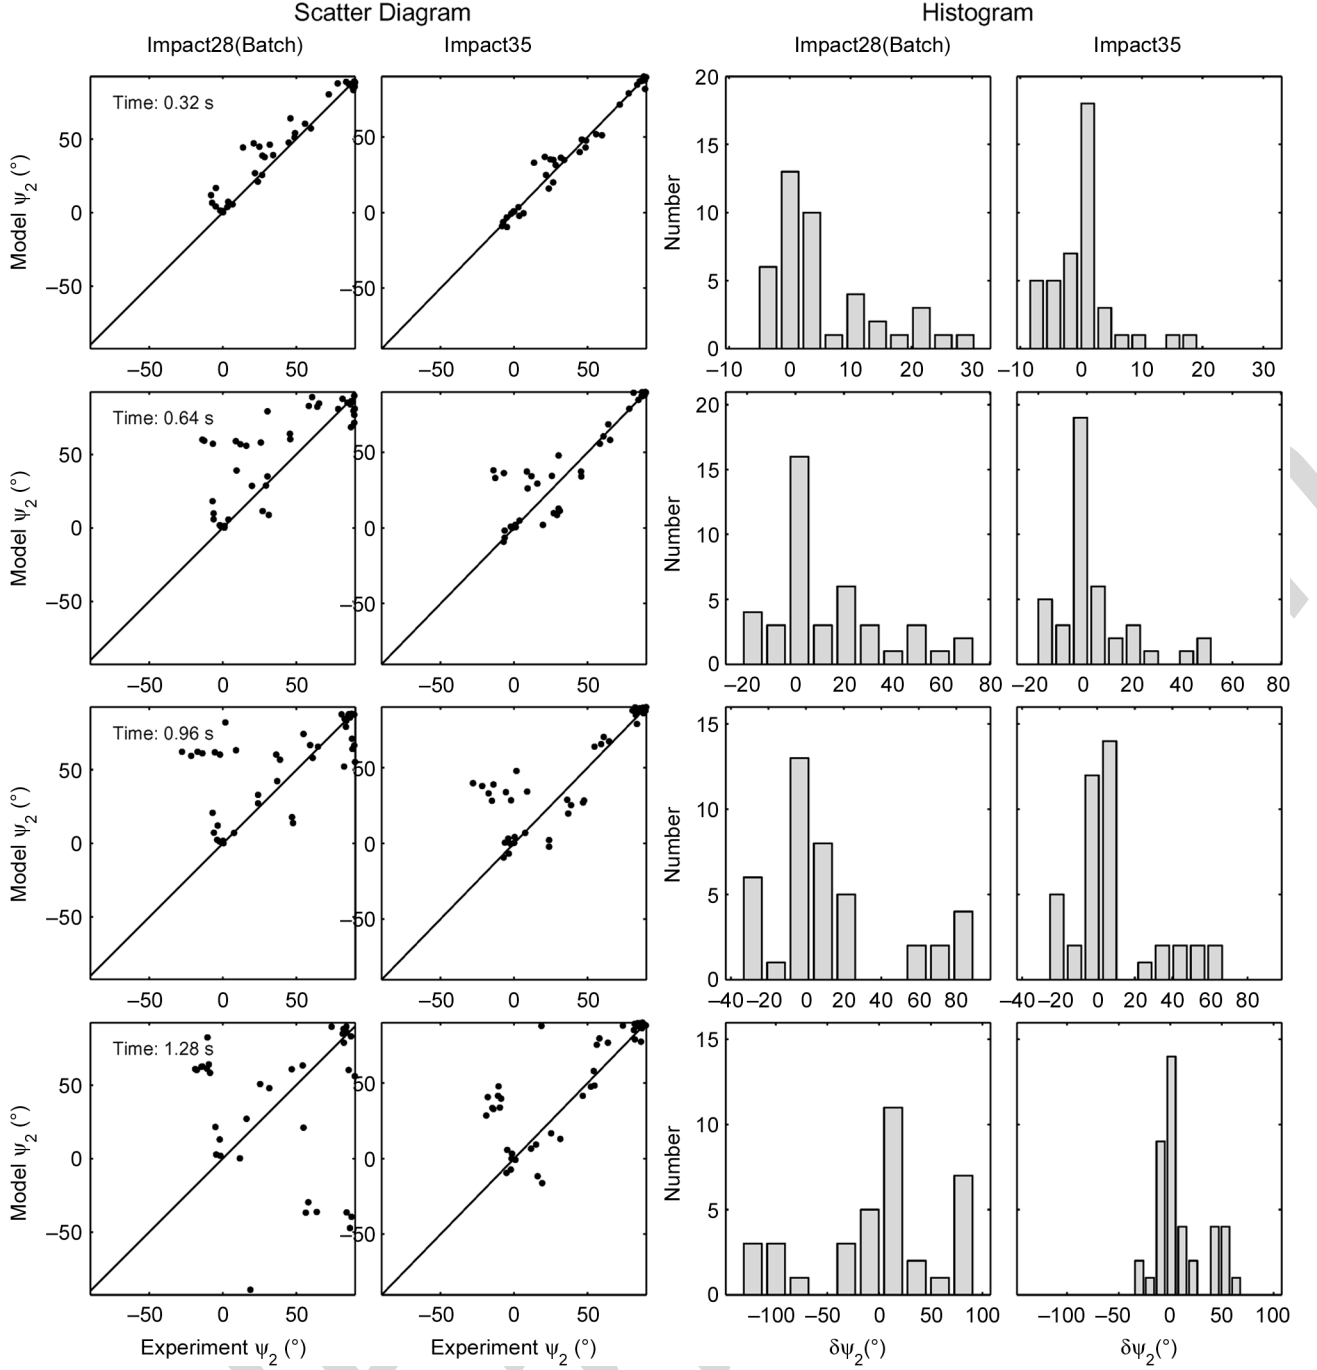 Scatter Diagram Histogram
Impact28(Batch) Impact35 Impact28(Batch) Impact35
Time: 0.32 s
Model ψ2 (°)
50
0
−50
50
0
−50
Number
20
15
10
5
0
−50 0 50 −50 0 50 −10 0 10 20 30 −10 0 10 20 30
Time: 0.64 s
Model ψ2 (°)
50
0
−50
50
0
−50
Number
20
15
10
5
0
−50 0 50 −50 0 50 −20 0 20 40 60 80 −20 0 20 40 60 80
Time: 0.96 s
Model ψ2 (°)
50
0
−50
50
0
−50
Number
15
10
5
0
−50 0 50 −50 0 50 −40 −20 0 20 40 60 80 −40 −20 0 20 40 60 80
Time: 1.28 s
Model ψ2 (°)
50
0
−50
50
0
−50
Number
15
10
5
0
−50 0 50 −50 0 50 −100 −50 0 50 100 −100 −50 0 50 100
Experiment ψ2 (°) Experiment ψ2 (°) δψ2(°) δψ2(°)